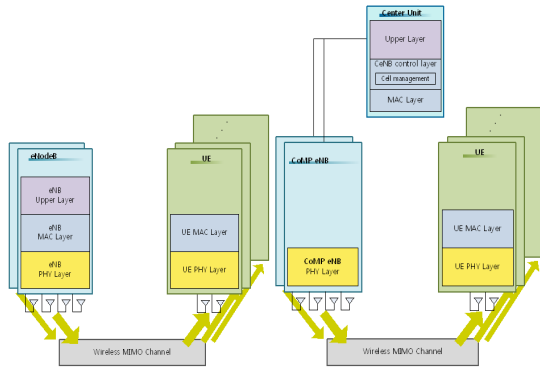 Center Unit
Upper Layer
CeNB control layer
Cell management
MAC Layer
eNodeB
eNB
Upper Layer
eNB
MAC Layer
eNB
PHY Layer
UE
UE MAC Layer
UE PHY Layer
Wireless MIMO Channel
CoMP eNB
CoMP eNB
PHY Layer
UE
UE MAC Layer
UE PHY Layer
Wireless MIMO Channel